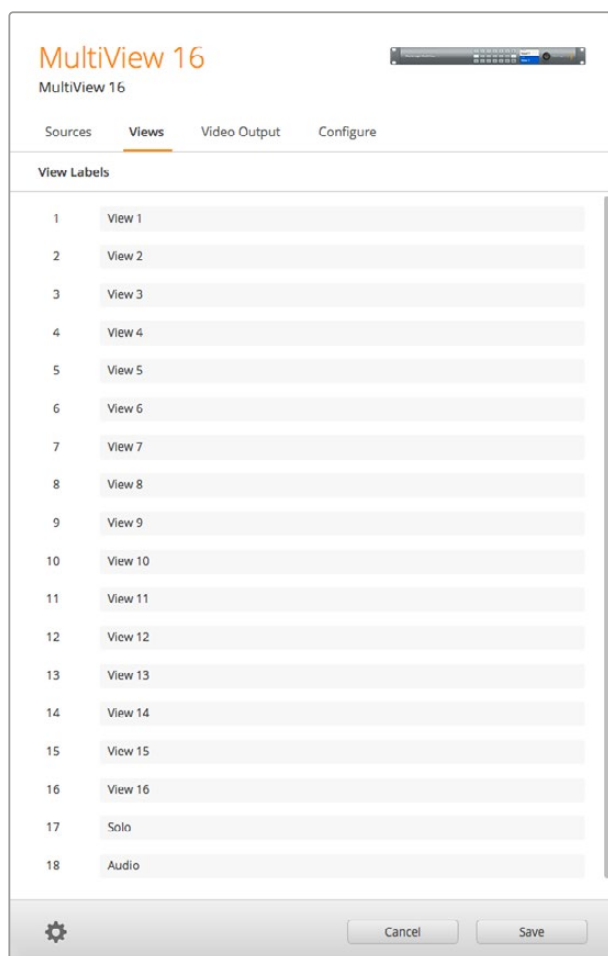 MultiView 16
MultiView 16
Sources Views Video Output Configure
View Labels
1 View 1
2 View 2
3 View 3
4 View 4
5 View 5
6 View 6
7 View 7
8 View 8
9 View 9
10 View 10
11 View 11
12 View 12
13 View 13
14 View 14
15 View 15
16 View 16
17 Solo
18 Audio
Cancel Save